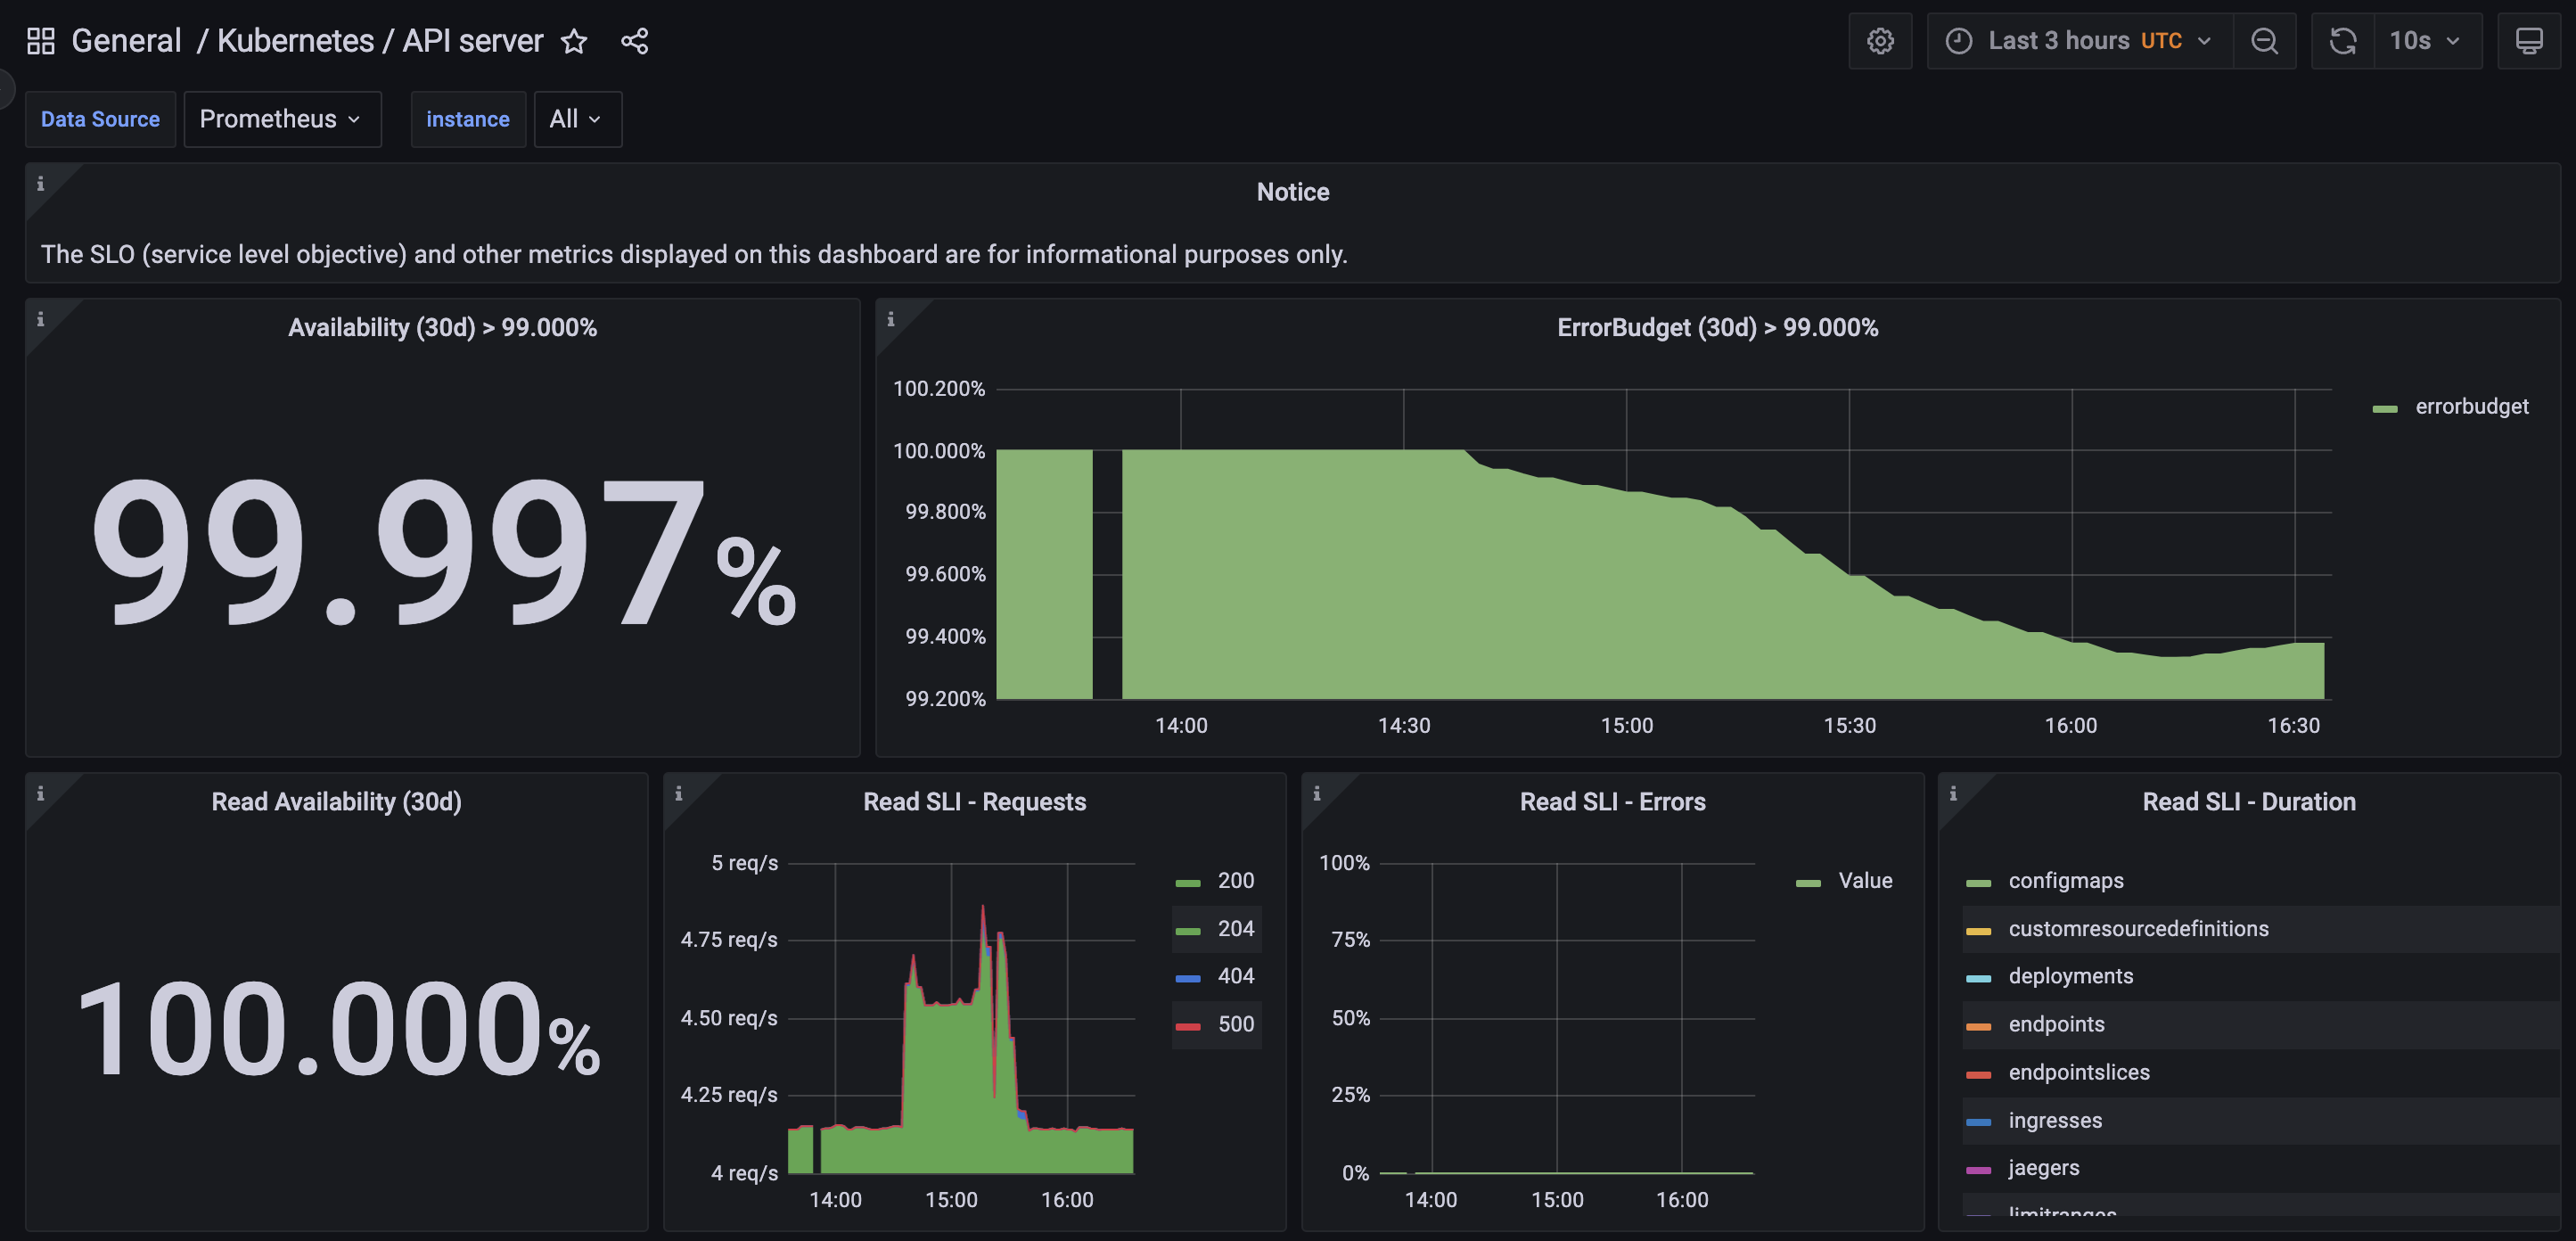 General / Kubernetes / API server
Last 3 hours UTC
10s
Data Source
Prometheus
instance
All
Notice
The SLO (service level objective) and other metrics displayed on this dashboard are for informational purposes only.
Availability (30d) > 99.000%
99.997%
ErrorBudget (30d) > 99.000%
100.200%
100.000%
99.800%
99.600%
99.400%
99.200%
14:00
14:30
15:00
15:30
16:00
16:30
errorbudget
Read Availability (30d)
100.000%
Read SLI - Requests
5 req/s
4.75 req/s
4.50 req/s
4.25 req/s
4 req/s
14:00
15:00
16:00
200
204
404
500
Read SLI - Errors
100%
75%
50%
25%
0%
14:00
15:00
16:00
Value
Read SLI - Duration
configmaps
customresourcedefinitions
deployments
endpoints
endpointslices
ingresses
jaegers
limitranges